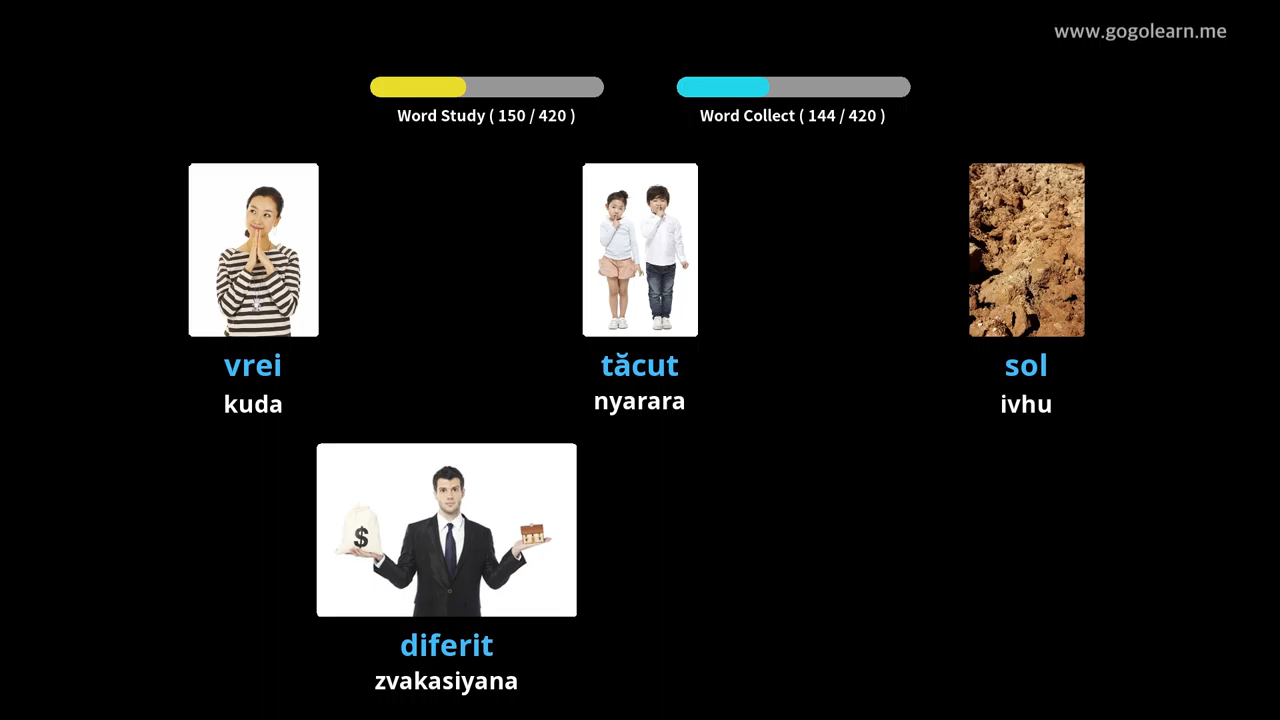 www.gogolearn.me
Word Study ( 150 / 420 )
Word Collect ( 144 / 420 )
vrei
kuda
tăcut
nyarara
sol
ivhu
$
diferit
zvakasiyana